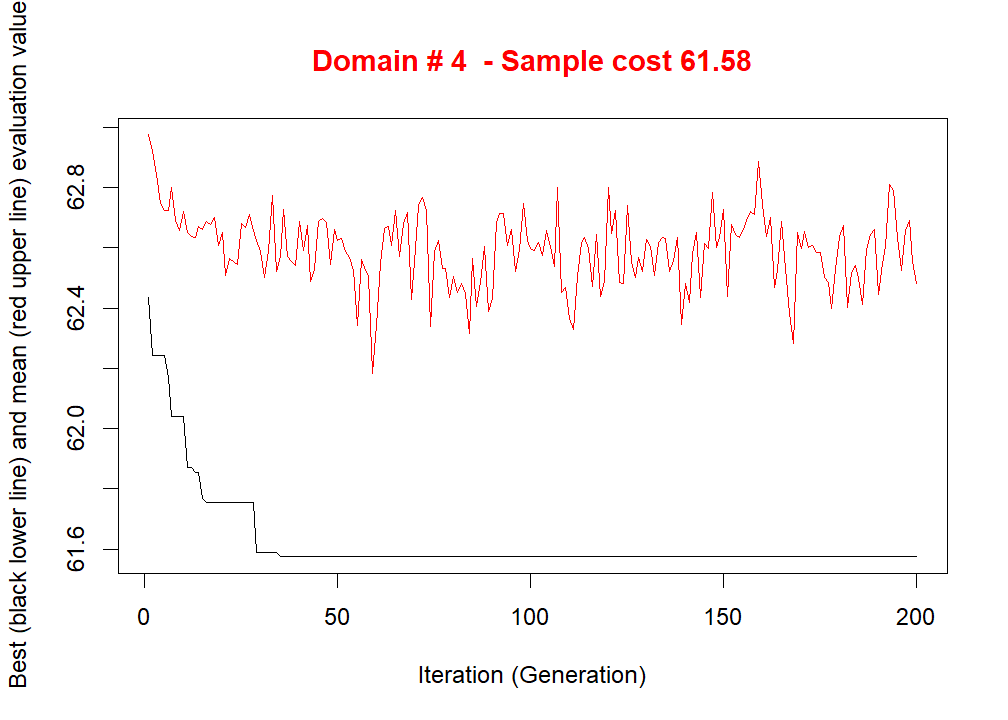 Domain # 4 - Sample cost 61.58
Best (black lower line) and mean (red upper line) evaluation value
62.8
62.4
62.0
61.6
0 50 100 150 200
Iteration (Generation)